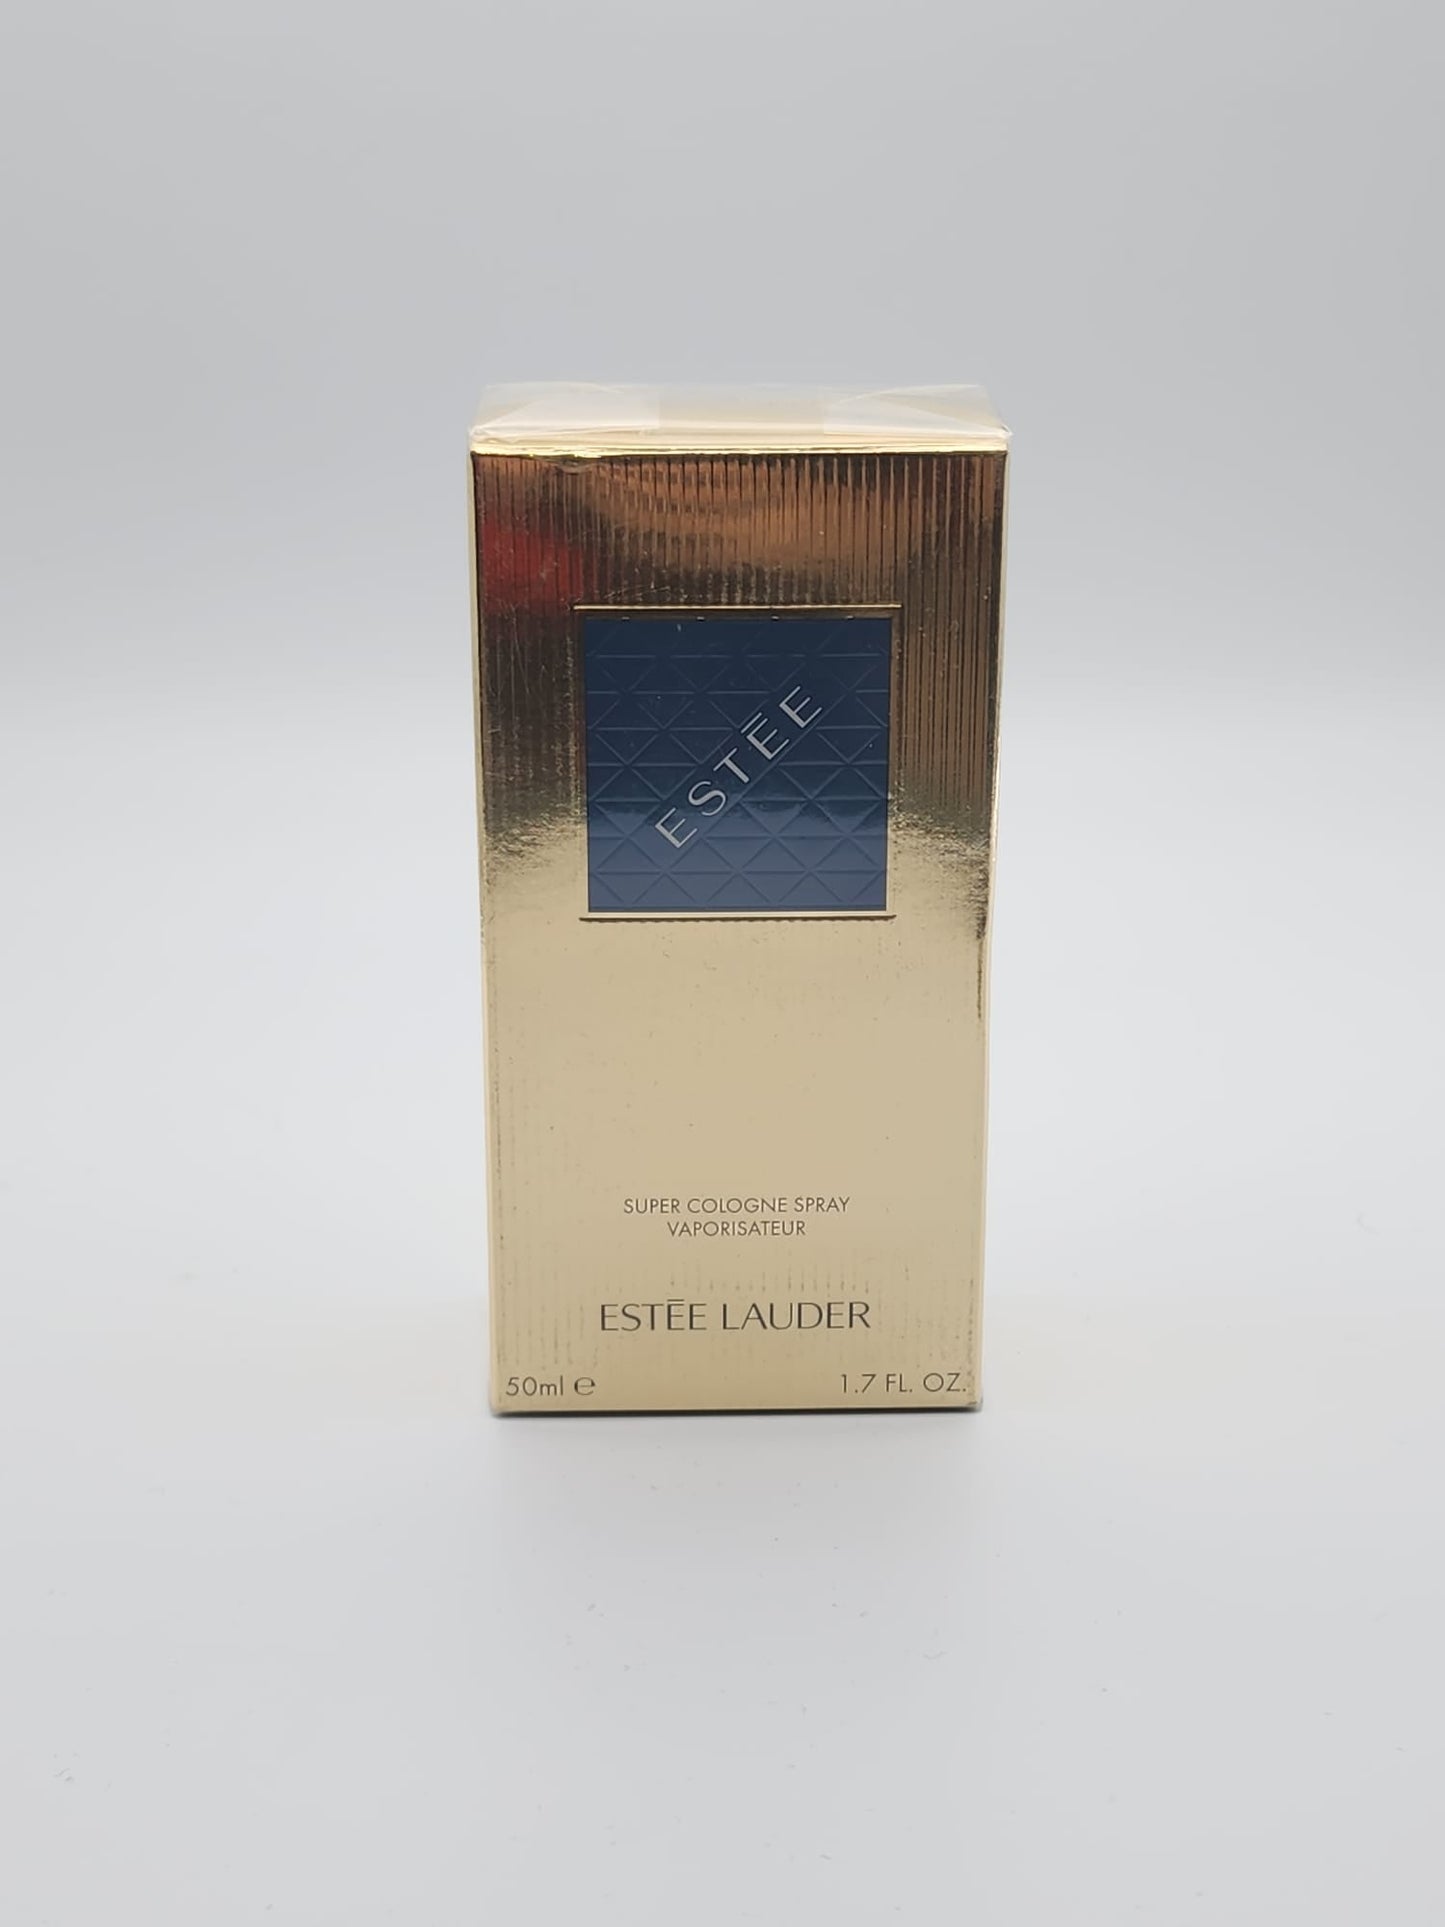 ESTĒE
SUPER COLOGNE SPRAY
VAPORISATEUR
ESTĒE LAUDER
50ml ℮
1.7 FL. OZ.